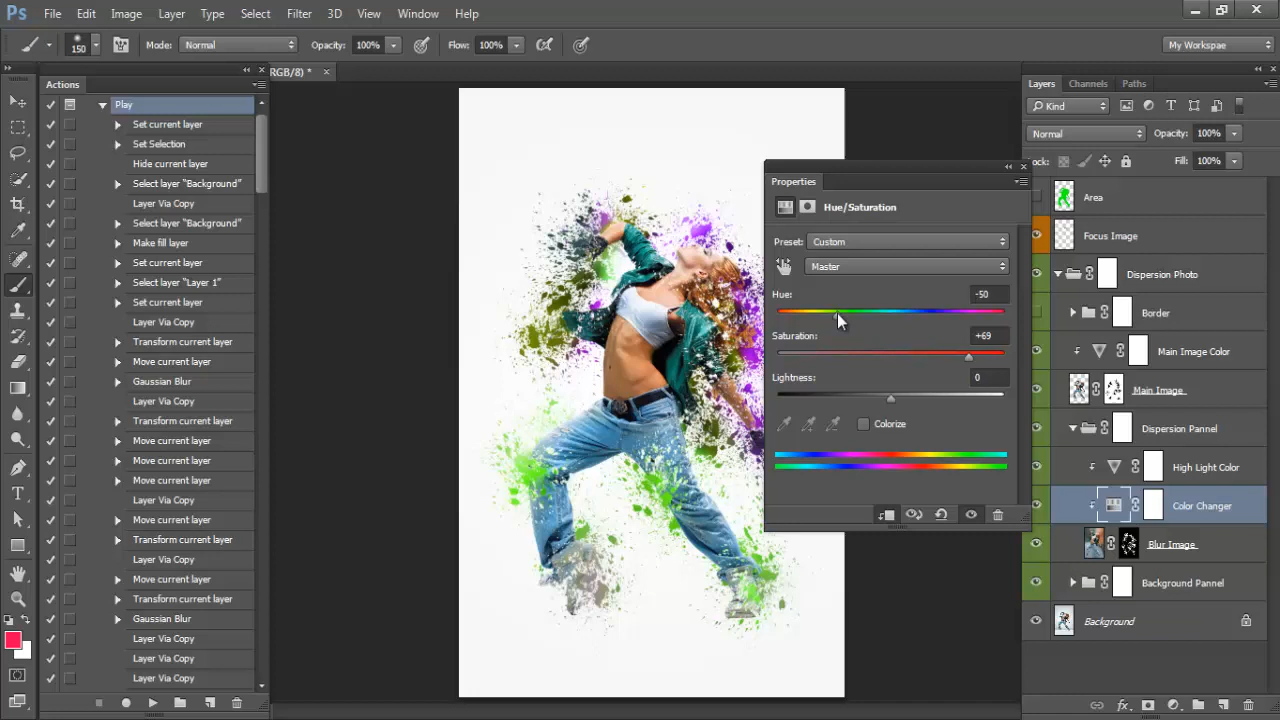 Ps File Edit Image Layer Type Select Filter 3D View Window Help
150 Mode: Normal Opacity: 100% Flow: 100% My Workspae
RGB/8) * ×
Actions
Play
Set current layer
Set Selection
Hide current layer
Select layer "Background"
Layer Via Copy
Select layer "Background"
Make fill layer
Set current layer
Select layer "Layer 1"
Set current layer
Layer Via Copy
Transform current layer
Move current layer
Gaussian Blur
Layer Via Copy
Transform current layer
Move current layer
Move current layer
Move current layer
Layer Via Copy
Move current layer
Transform current layer
Layer Via Copy
Move current layer
Transform current layer
Gaussian Blur
Layer Via Copy
Layer Via Copy
Layer Via Copy
Properties
Hue/Saturation
Preset: Custom
Master
Hue: -50
Saturation: +69
Lightness: 0
Colorize
Layers Channels Paths
Kind
Normal Opacity: 100%
ock: Fill: 100%
Area
Focus Image
Dispersion Photo
Border
Main Image Color
Main Image
Dispersion Pannel
High Light Color
Color Changer
Blur Image
Background Pannel
Background
fx